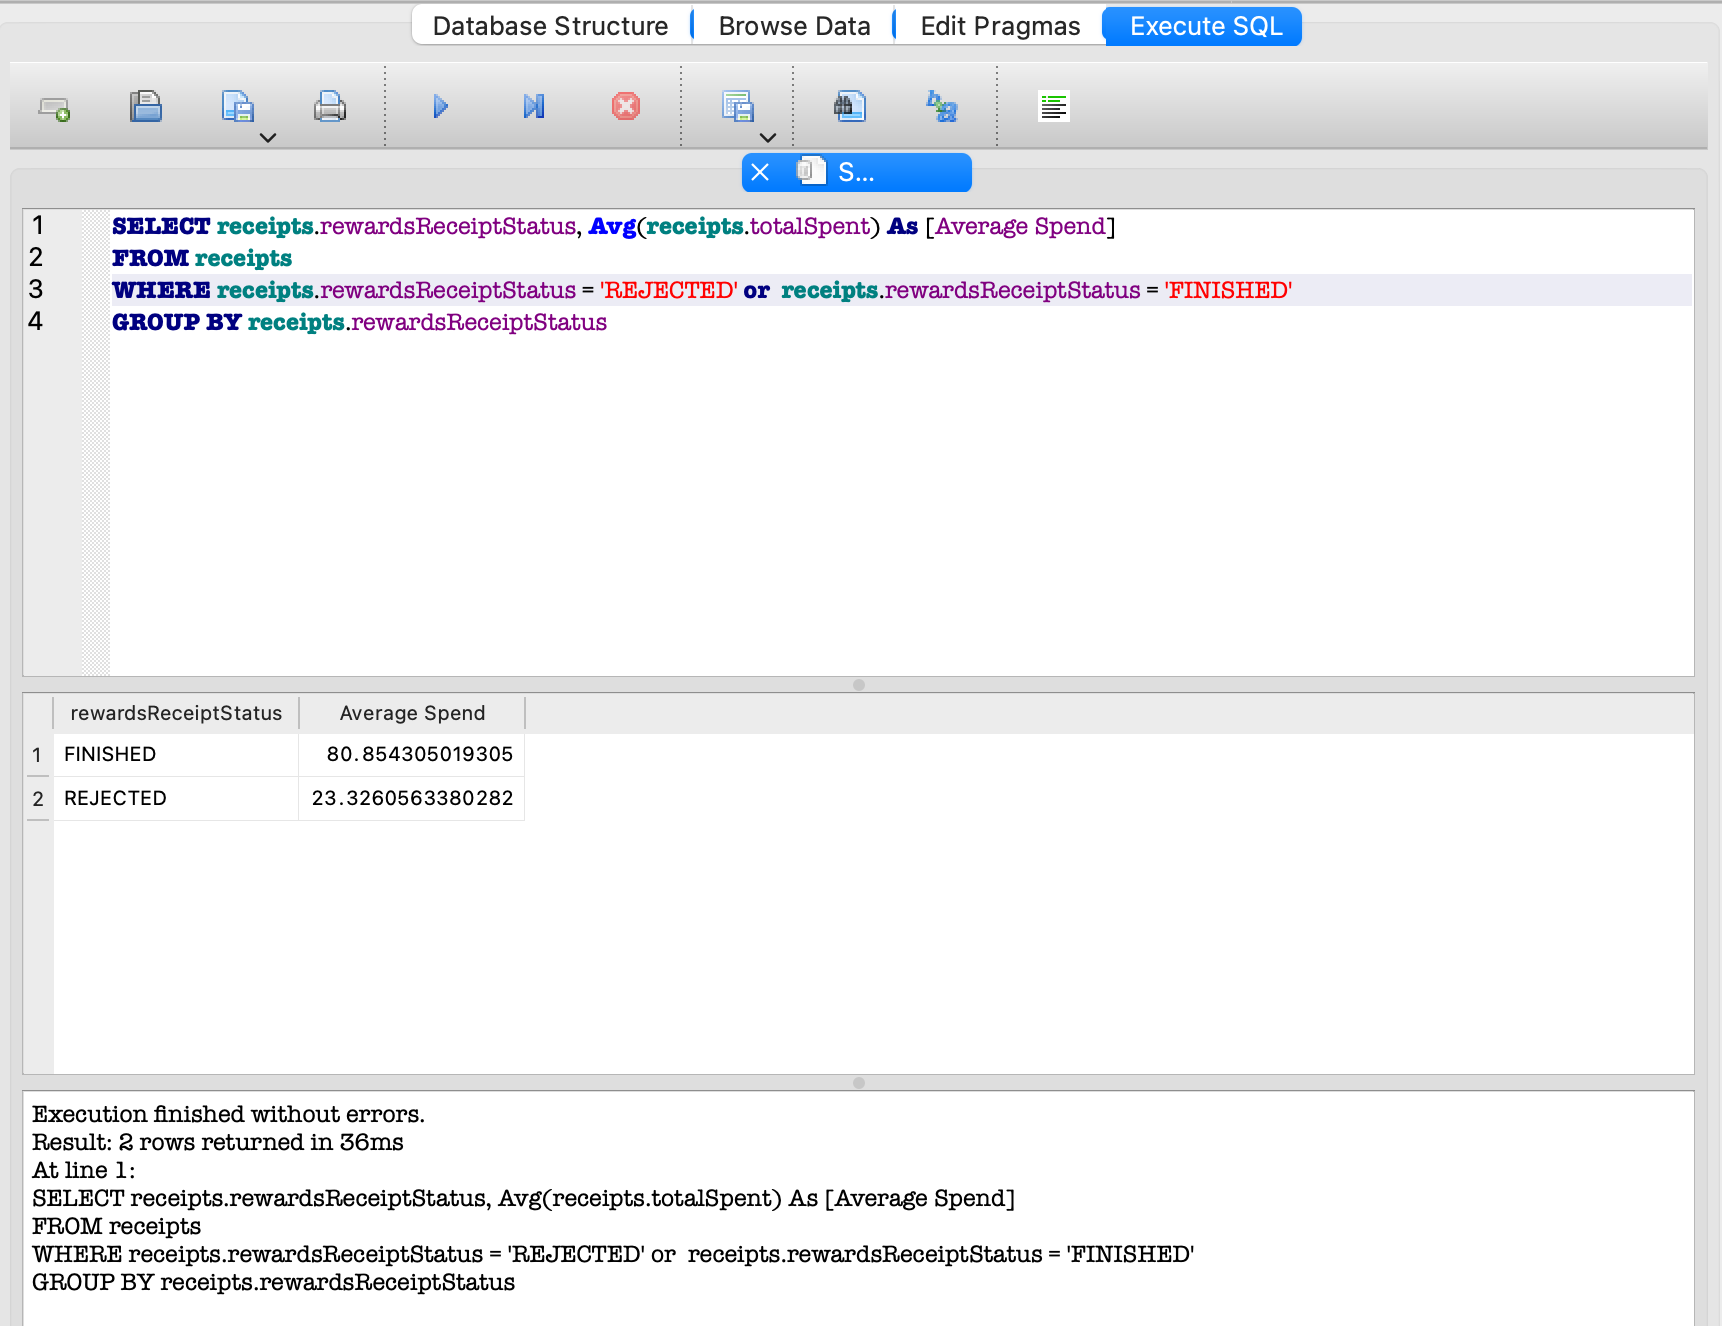 Database Structure Browse Data Edit Pragmas Execute SQL
S...
1 SELECT receipts.rewardsReceiptStatus, Avg(receipts.totalSpent) As [Average Spend]
2 FROM receipts
3 WHERE receipts.rewardsReceiptStatus = 'REJECTED' or  receipts.rewardsReceiptStatus = 'FINISHED'
4 GROUP BY receipts.rewardsReceiptStatus
rewardsReceiptStatus Average Spend
1 FINISHED 80.854305019305
2 REJECTED 23.3260563380282
Execution finished without errors.
Result: 2 rows returned in 36ms
At line 1:
SELECT receipts.rewardsReceiptStatus, Avg(receipts.totalSpent) As [Average Spend]
FROM receipts
WHERE receipts.rewardsReceiptStatus = 'REJECTED' or  receipts.rewardsReceiptStatus = 'FINISHED'
GROUP BY receipts.rewardsReceiptStatus